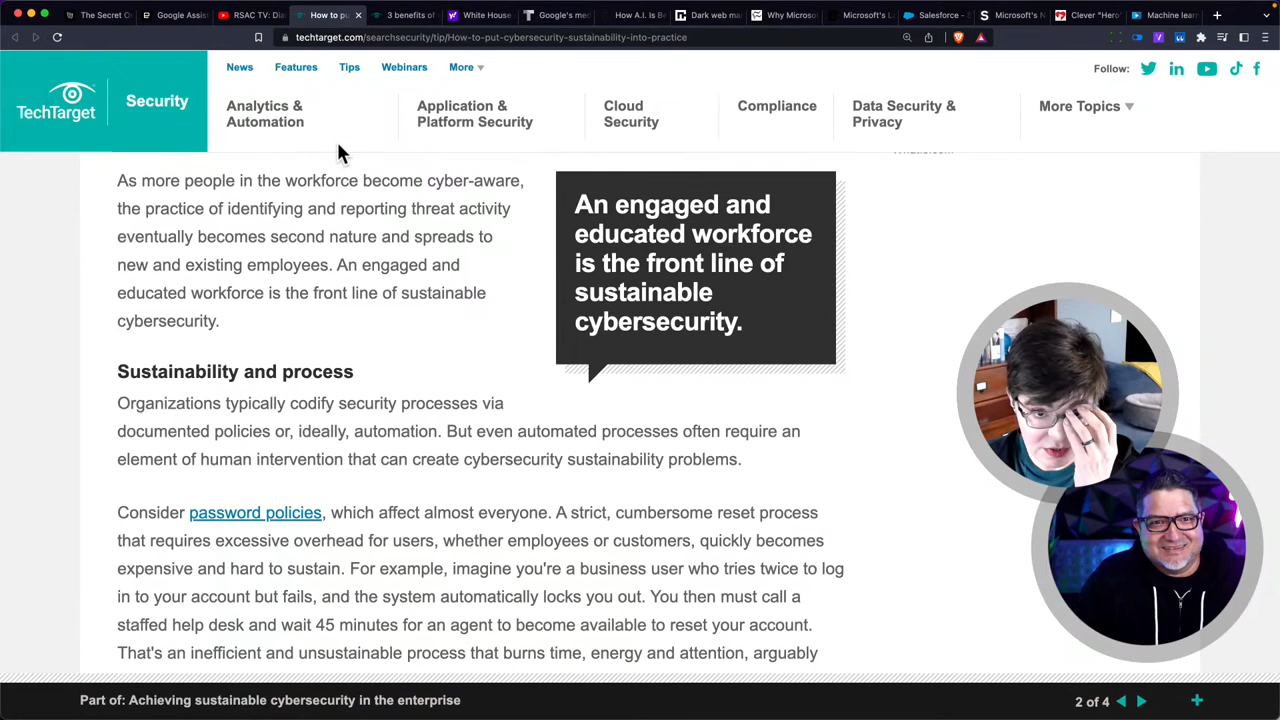 The Secret O
Google Assist
RSAC TV: Dia
How to pu
3 benefits of
White House
Google's med
How A.I. Is Be
Dark web ma
Why Microsof
Microsoft's La
Salesforce - S
Microsoft's N
Clever "Hero"
Machine learn
techtarget.com/searchsecurity/tip/How-to-put-cybersecurity-sustainability-into-practice
TechTarget
Security
News Features Tips Webinars More
Follow:
Analytics &
Automation
Application &
Platform Security
Cloud
Security
Compliance
Data Security &
Privacy
More Topics
As more people in the workforce become cyber-aware,
the practice of identifying and reporting threat activity
eventually becomes second nature and spreads to
new and existing employees. An engaged and
educated workforce is the front line of sustainable
cybersecurity.
An engaged and
educated workforce
is the front line of
sustainable
cybersecurity.
Sustainability and process
Organizations typically codify security processes via
documented policies or, ideally, automation. But even automated processes often require an
element of human intervention that can create cybersecurity sustainability problems.
Consider password policies, which affect almost everyone. A strict, cumbersome reset process
that requires excessive overhead for users, whether employees or customers, quickly becomes
expensive and hard to sustain. For example, imagine you're a business user who tries twice to log
in to your account but fails, and the system automatically locks you out. You then must call a
staffed help desk and wait 45 minutes for an agent to become available to reset your account.
That's an inefficient and unsustainable process that burns time, energy and attention, arguably
Part of: Achieving sustainable cybersecurity in the enterprise
2 of 4